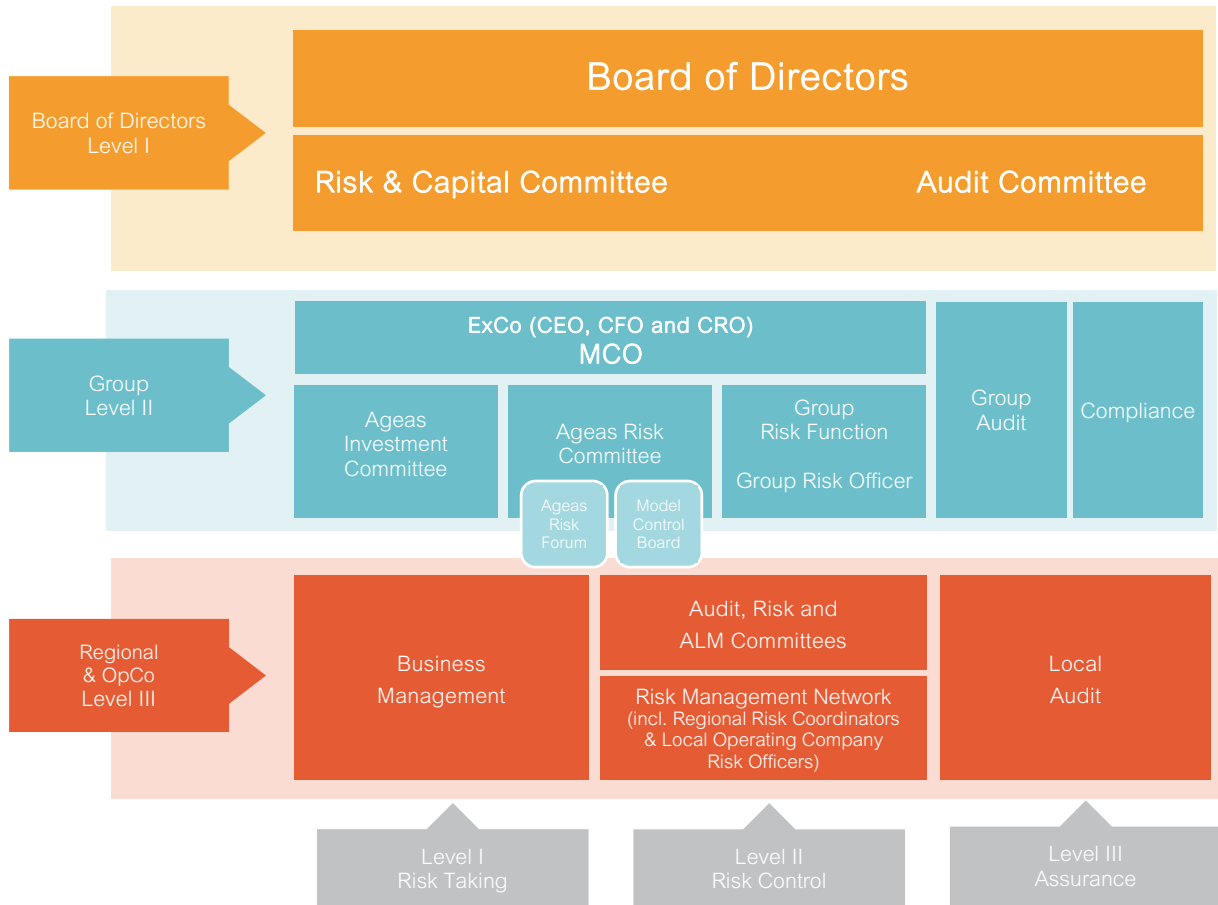 Board of Directors
Level I
Board of Directors
Risk & Capital Committee
Audit Committee
Group
Level II
ExCo (CEO, CFO and CRO)
MCO
Ageas
Investment
Committee
Ageas Risk
Committee
Ageas
Risk
Forum
Model
Control
Board
Group
Risk Function
Group Risk Officer
Group
Audit
Compliance
Regional
& OpCo
Level III
Business
Management
Audit, Risk and
ALM Committees
Risk Management Network
(incl. Regional Risk Coordinators
& Local Operating Company
Risk Officers)
Local
Audit
Level I
Risk Taking
Level II
Risk Control
Level III
Assurance